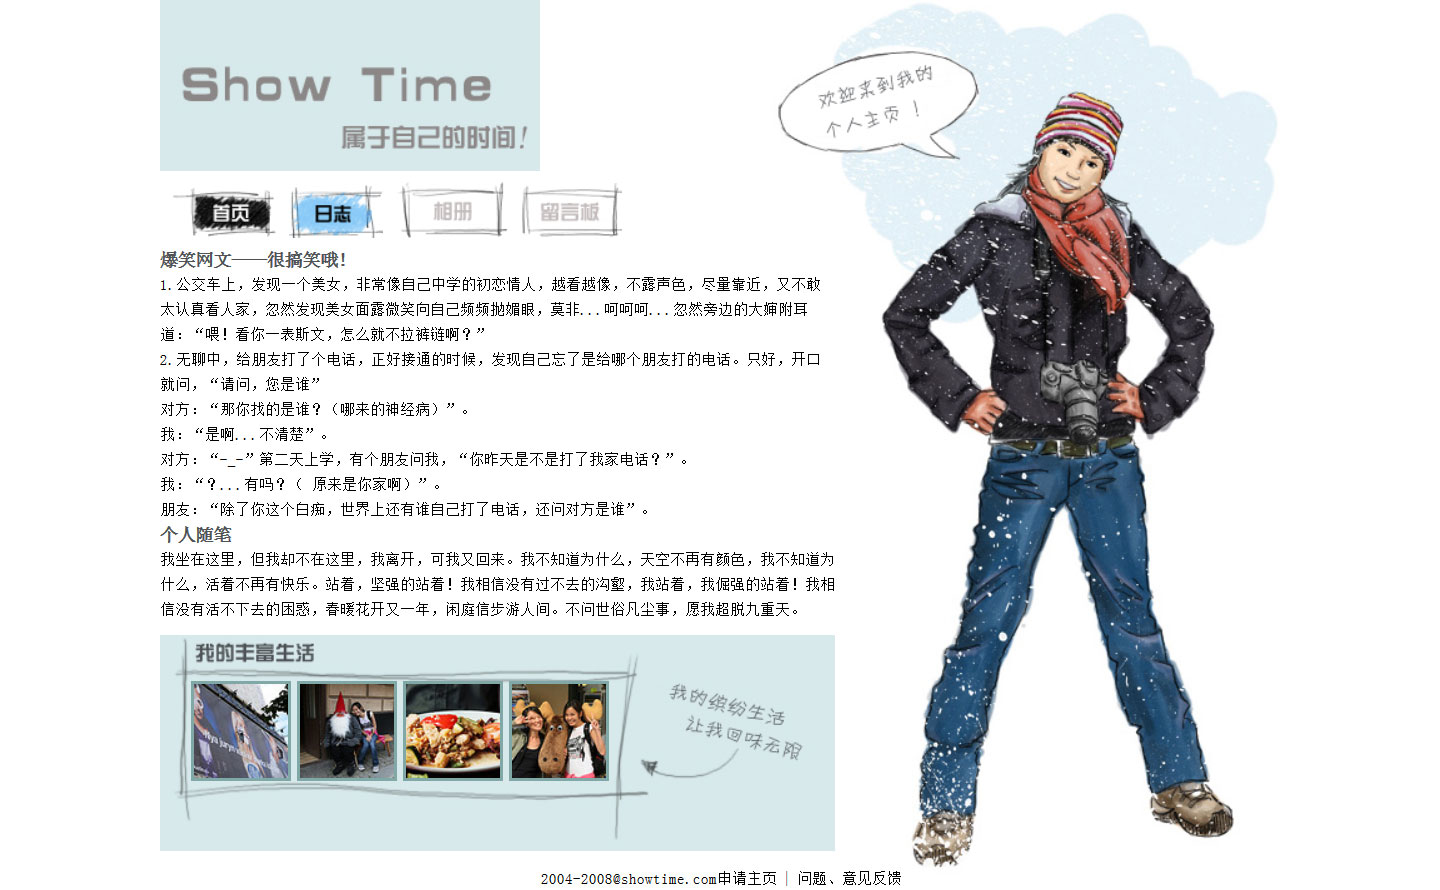 Show Time
属于自己的时间!
欢迎来到我的
个人主页！
首页 日志 相册 留言板
爆笑网文——很搞笑哦!
1. 公交车上，发现一个美女，非常像自己中学的初恋情人，越看越像，不露声色，尽量靠近，又不敢
太认真看人家，忽然发现美女面露微笑向自己频频抛媚眼，莫非...呵呵呵...忽然旁边的大婶附耳
道：“喂！看你一表斯文，怎么就不拉裤链啊？”
2. 无聊中，给朋友打了个电话，正好接通的时候，发现自己忘了是给哪个朋友打的电话。只好，开口
就问，“请问，您是谁”
对方：“那你找的是谁？（哪来的神经病）”。
我：“是啊...不清楚”。
对方：“-_-”第二天上学，有个朋友问我，“你昨天是不是打了我家电话？”。
我：“？...有吗？（ 原来是你家啊）”。
朋友：“除了你这个白痴，世界上还有谁自己打了电话，还问对方是谁”。
个人随笔
我坐在这里，但我却不在这里，我离开，可我又回来。我不知道为什么，天空不再有颜色，我不知道为
什么，活着不再有快乐。站着，坚强的站着！我相信没有过不去的沟壑，我站着，我倔强的站着！我相
信没有活不下去的困惑，春暖花开又一年，闲庭信步游人间。不问世俗凡尘事，愿我超脱九重天。
我的丰富生活
我的缤纷生活
让我回味无限
2004-2008@showtime.com申请主页 | 问题、意见反馈